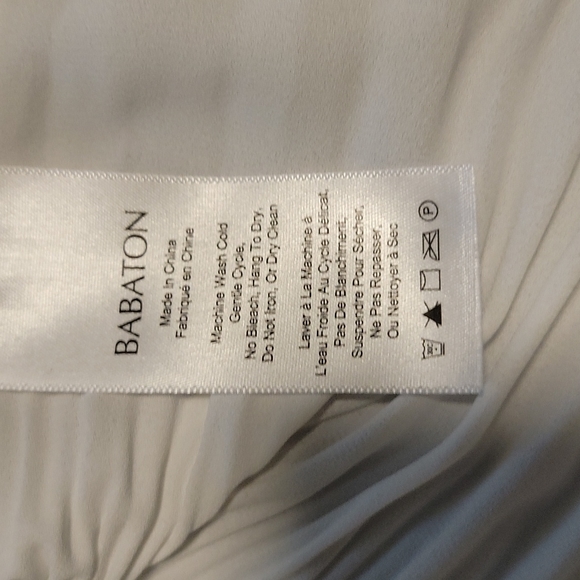 BABATON
Made In China
Fabriqué en Chine
Machine Wash Cold
Gentle Cycle,
No Bleach, Hang To Dry,
Do Not Iron, Or Dry Clean
Laver à La Machine à
L'eau Froide Au Cycle Délicat,
Pas De Blanchiment,
Suspendre Pour Sécher,
Ne Pas Repasser,
Ou Nettoyer à Sec
30C P